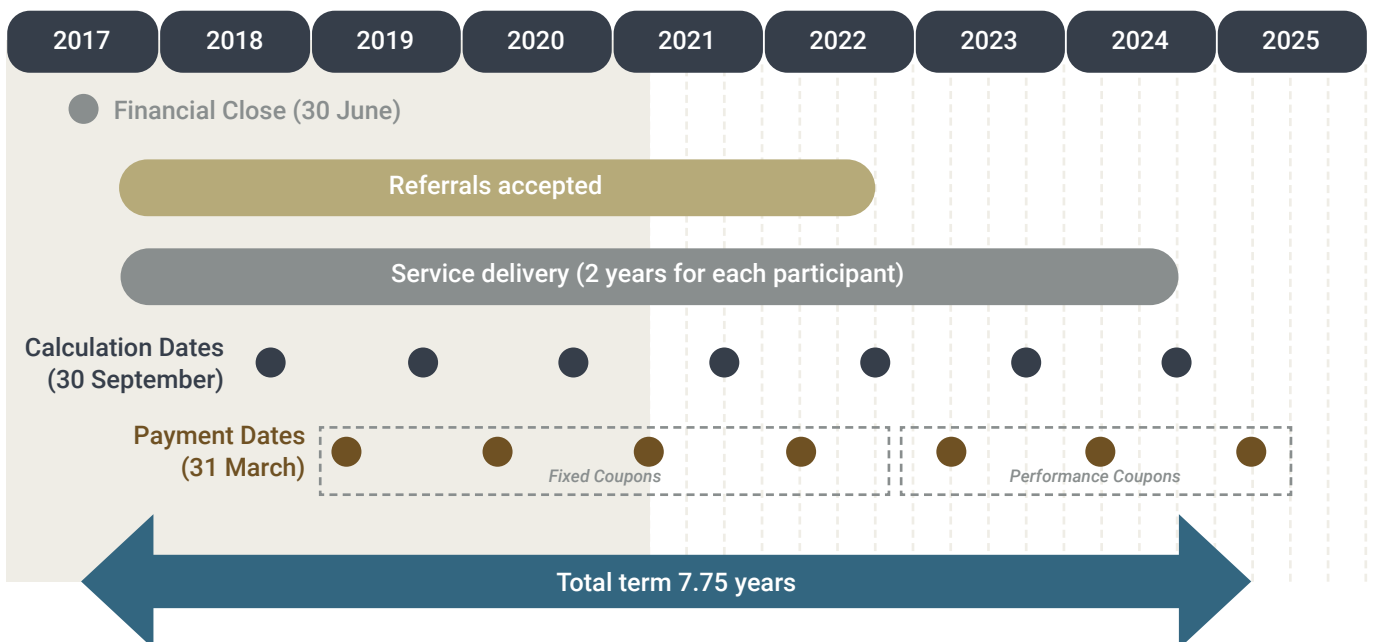 2017
2018
2019
2020
2021
2022
2023
2024
2025
Financial Close (30 June)
Referrals accepted
Service delivery (2 years for each participant)
Calculation Dates
(30 September)
Payment Dates
(31 March)
Fixed Coupons
Performance Coupons
Total term 7.75 years